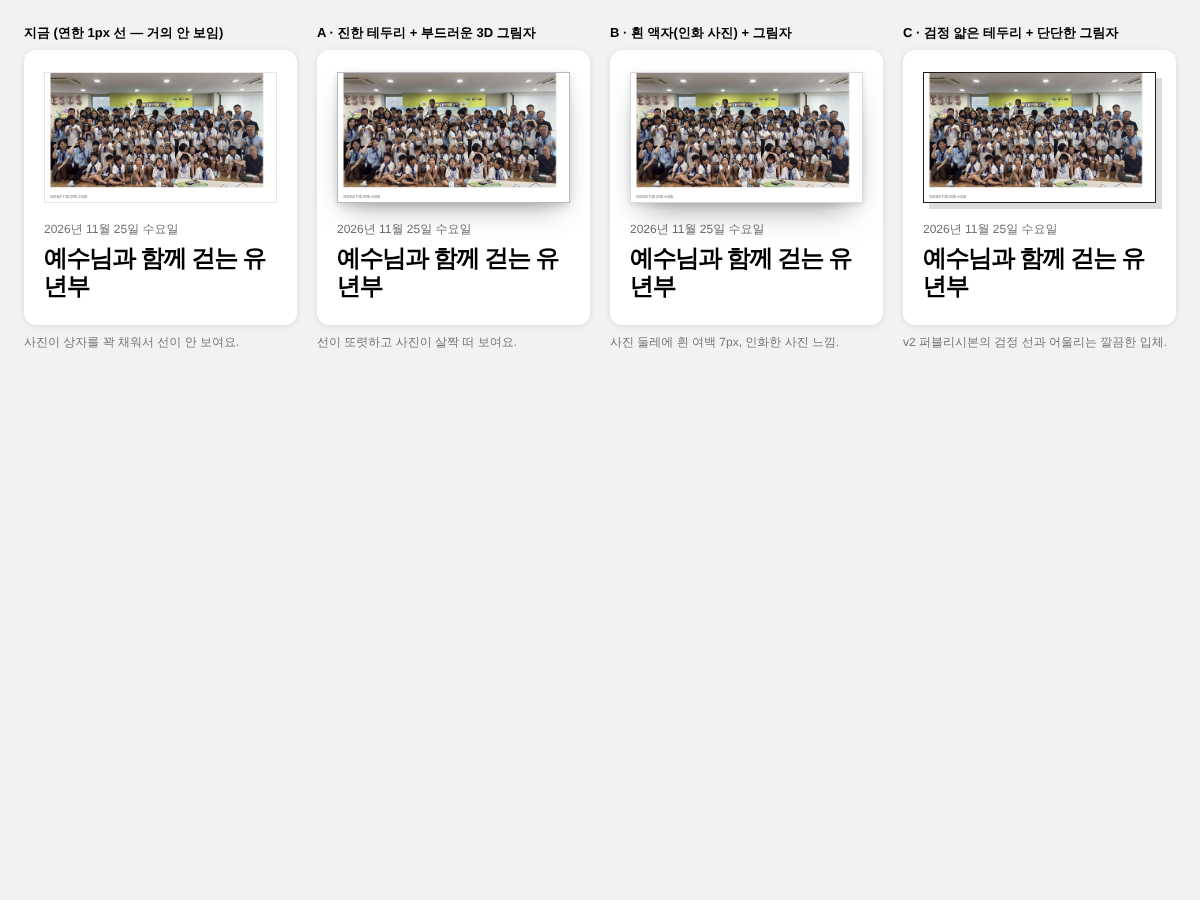 지금 (연한 1px 선 — 거의 안 보임)
A · 진한 테두리 + 부드러운 3D 그림자
B · 흰 액자(인화 사진) + 그림자
C · 검정 얇은 테두리 + 단단한 그림자
2026년 11월 25일 수요일
예수님과 함께 걷는 유
년부
사진이 상자를 꽉 채워서 선이 안 보여요.
2026년 11월 25일 수요일
예수님과 함께 걷는 유
년부
선이 또렷하고 사진이 살짝 떠 보여요.
2026년 11월 25일 수요일
예수님과 함께 걷는 유
년부
사진 둘레에 흰 여백 7px, 인화한 사진 느낌.
2026년 11월 25일 수요일
예수님과 함께 걷는 유
년부
v2 퍼블리시본의 검정 선과 어울리는 깔끔한 입체.